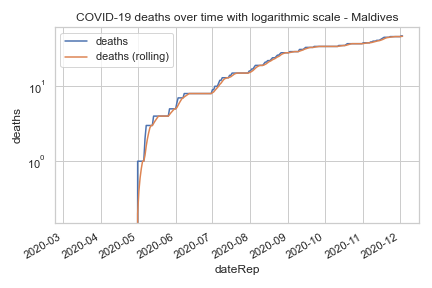 COVID-19 deaths over time with logarithmic scale - Maldives
deaths
deaths (rolling)
10¹
10⁰
deaths
2020-03
2020-04
2020-05
2020-06
2020-07
2020-08
2020-09
2020-10
2020-11
2020-12
dateRep